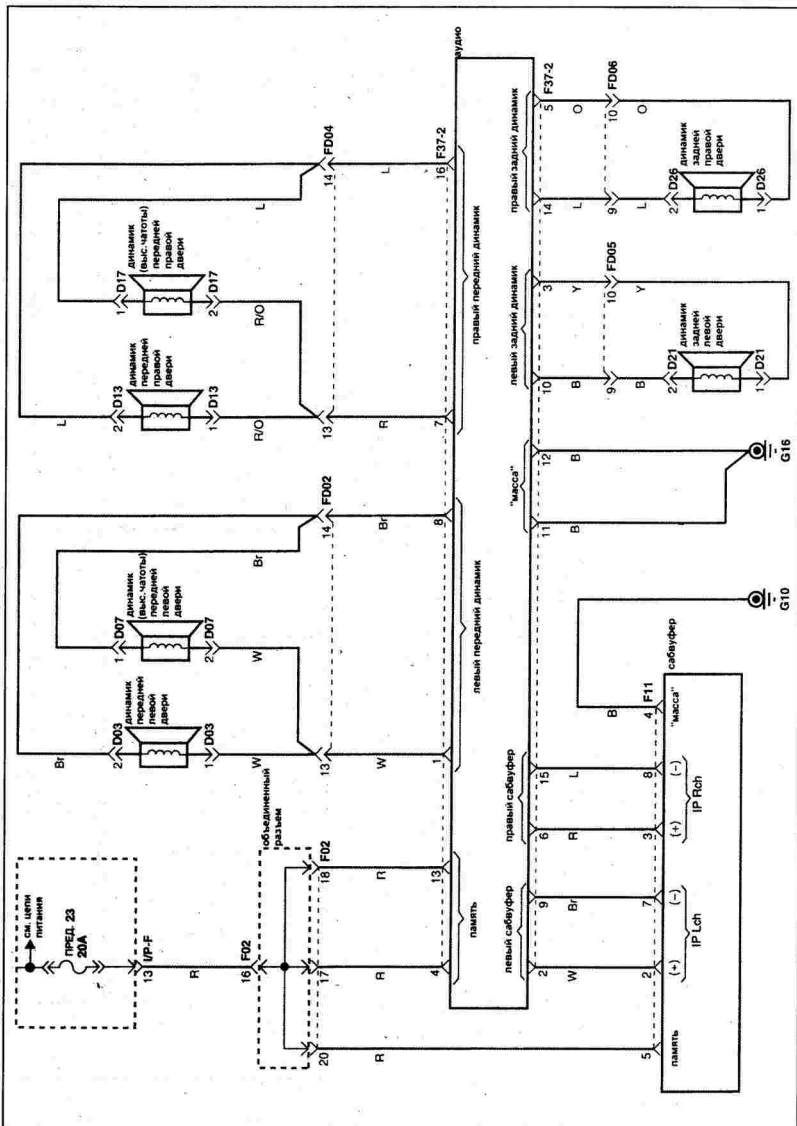 см. цепи
питания
ПРЕД. 23
20A
13 I/P-F
R
16 F02
объединенный
разъем
20
17
18 F02
R
R
R
4
13
память
Br
2 D03
динамик
передней
левой
двери
1 D03
W
13
W
1
1 D07
динамик
(выс.чатоты)
передней
левой
двери
2 D07
W
Br
14 FD02
Br
8
левый передний динамик
L
2 D13
динамик
передней
правой
двери
1 D13
R/O
13
R
7
1 D17
динамик
(выс.чатоты)
передней
правой
двери
2 D17
R/O
L
14 FD04
L
16 F37-2
правый передний динамик
аудио
левый сабвуфер
2
W
2
9
Br
7
правый сабвуфер
6
R
3
15
L
8
"масса"
11
B
12
B
G16
левый задний динамик
10
B
9
B
2 D21
динамик
задней
левой
двери
1 D21
3
Y
10 FD05
Y
правый задний динамик
14
L
9
L
2 D26
динамик
задней
правой
двери
1 D26
5 F37-2
O
10 FD06
O
5
память
(+)
(-)
IP Lch
(+)
(-)
IP Rch
"масса"
4 F11
B
сабвуфер
G10